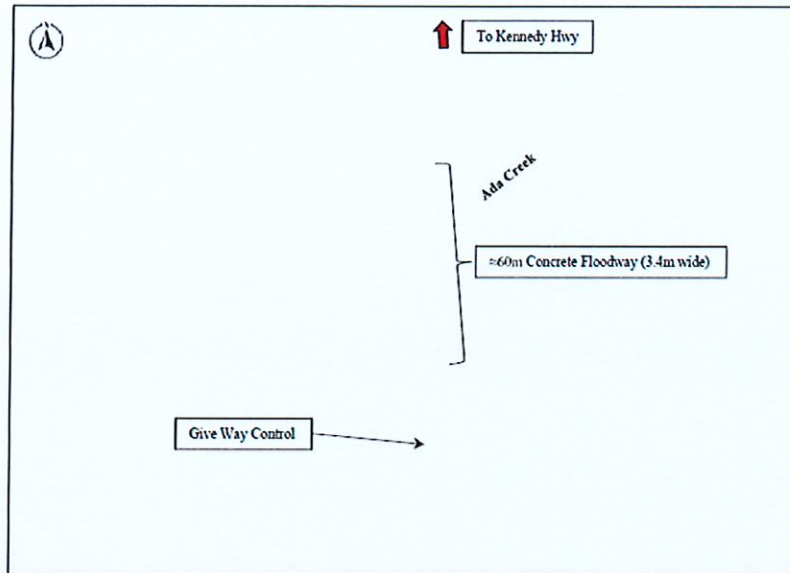 To Kennedy Hwy
Ada Creek
≈60m Concrete Floodway (3.4m wide)
Give Way Control